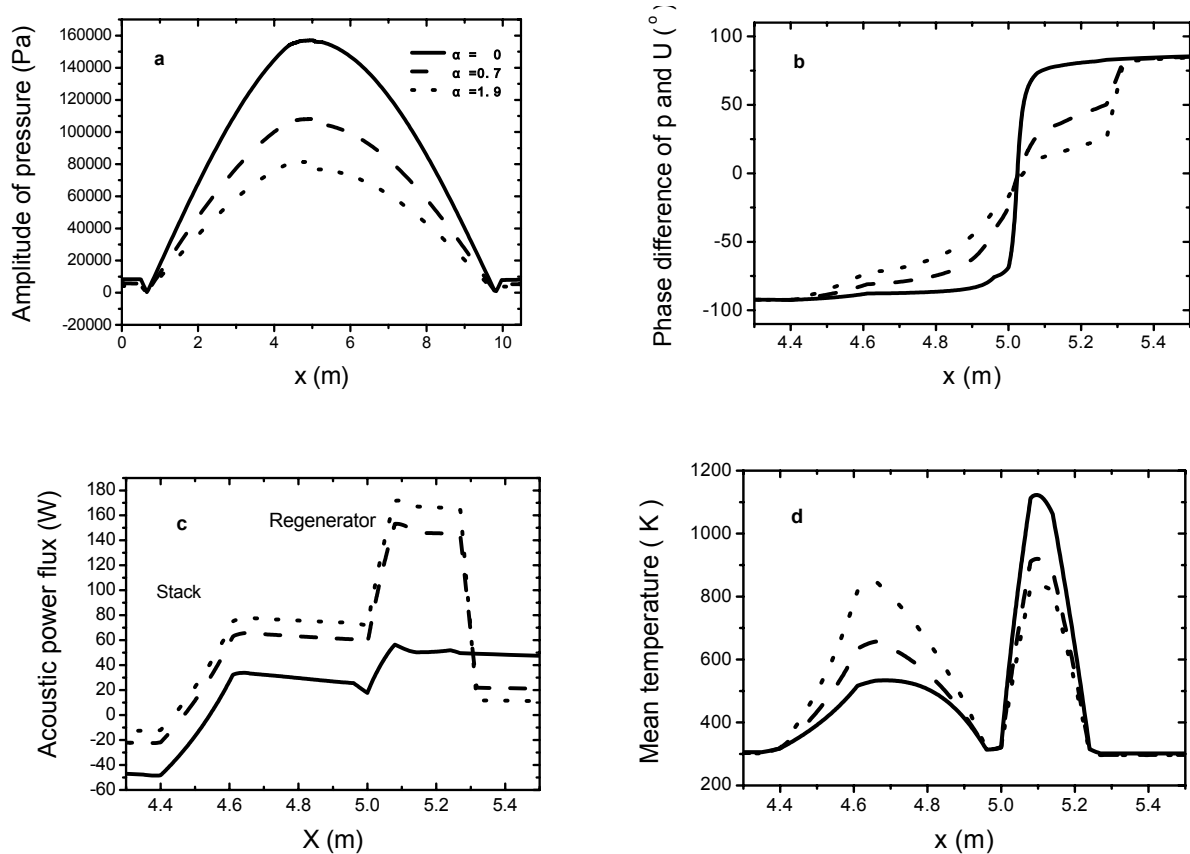 Amplitude of pressure (Pa)
160000
140000
120000
100000
80000
60000
40000
20000
0
-20000
a
α = 0
α =0.7
α =1.9
0 2 4 6 8 10
x (m)
Phase difference of p and U ( °)
100
50
0
-50
-100
b
4.4 4.6 4.8 5.0 5.2 5.4
x (m)
Acoustic power flux (W)
180
160
140
120
100
80
60
40
20
0
-20
-40
-60
c
Regenerator
Stack
4.4 4.6 4.8 5.0 5.2 5.4
X (m)
Mean temperature ( K)
1200
1000
800
600
400
200
d
4.4 4.6 4.8 5.0 5.2 5.4
x (m)